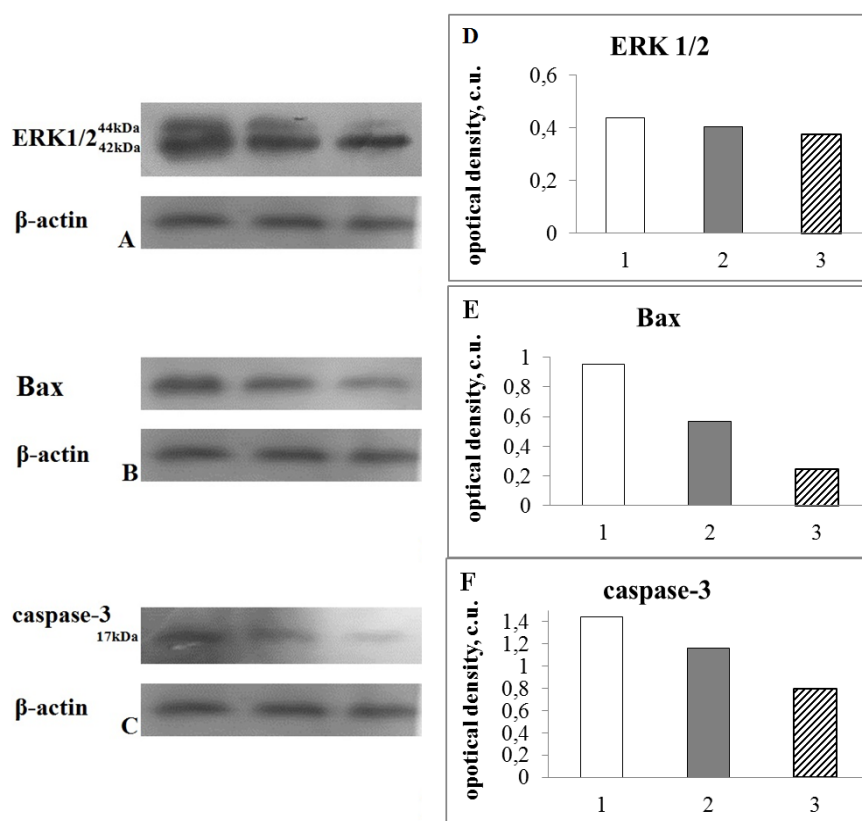 ERK1/2
44kDa
42kDa
β-actin
A
Bax
β-actin
B
caspase-3
17kDa
β-actin
C
D
ERK 1/2
opotical density, c.u.
0,6
0,4
0,2
0
1 2 3
E
Bax
optical density, c.u.
1
0,8
0,6
0,4
0,2
0
1 2 3
F
caspase-3
optical density, c.u.
1,4
1,2
1
0,8
0,6
0,4
0,2
0
1 2 3